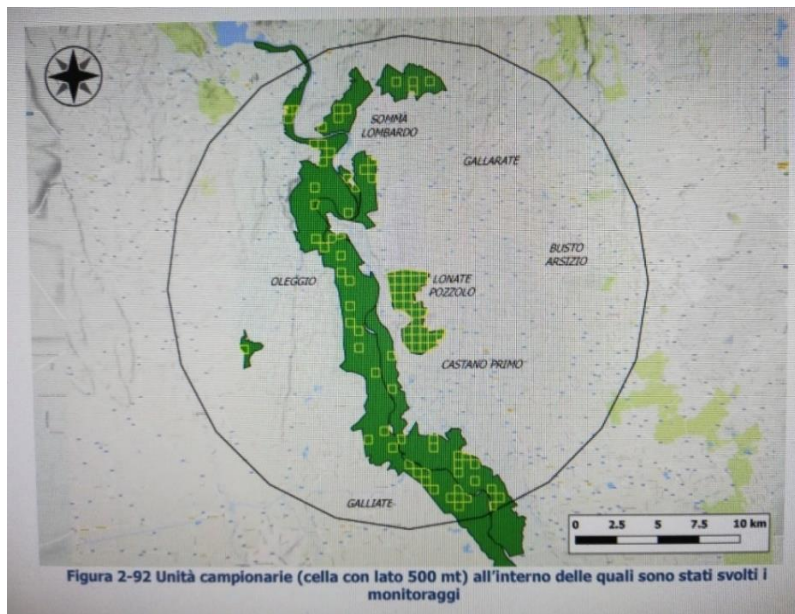 SOMMA
LOMBARDO
GALLARATE
BUSTO
ARSIZIO
OLEGGIO
LONATE
POZZOLO
CASTANO PRIMO
GALLIATE
0 2.5 5 7.5 10 km
Figura 2-92 Unità campionarie (cella con lato 500 mt) all'interno delle quali sono stati svolti i
monitoraggi